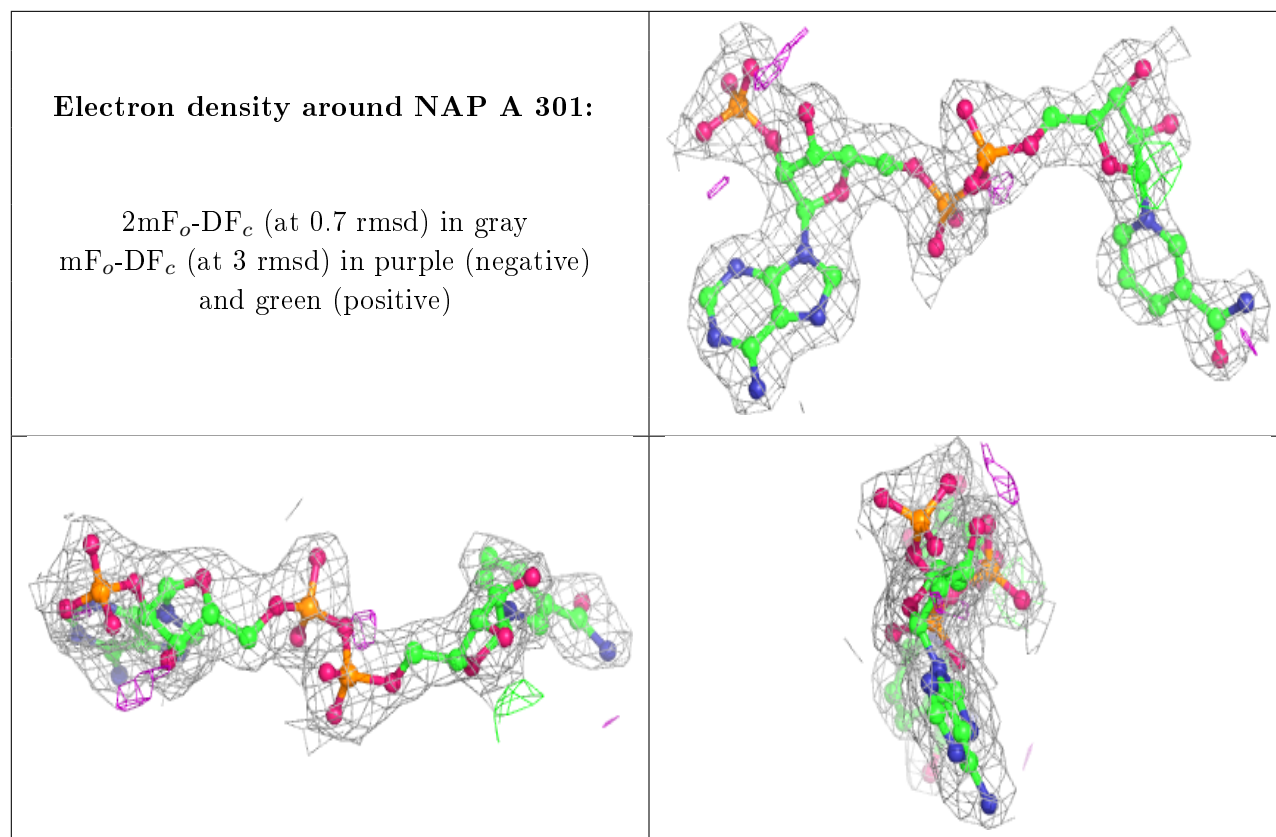 Electron density around NAP A 301:
2mFo-DFc (at 0.7 rmsd) in gray
mFo-DFc (at 3 rmsd) in purple (negative)
and green (positive)